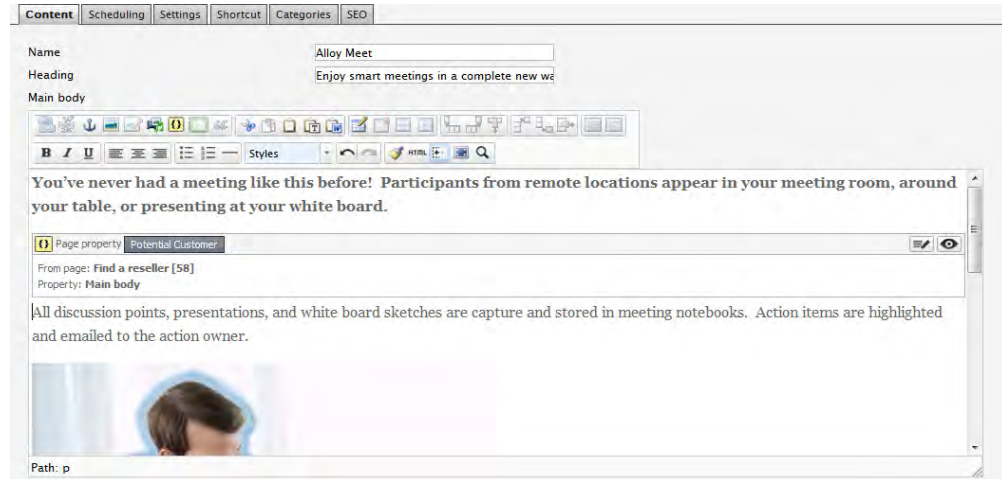 Content Scheduling Settings Shortcut Categories SEO
Name Alloy Meet
Heading Enjoy smart meetings in a complete new wa
Main body
B I U Styles HTML
You've never had a meeting like this before! Participants from remote locations appear in your meeting room, around
your table, or presenting at your white board.
{} Page property Potential Customer
From page: Find a reseller [58]
Property: Main body
All discussion points, presentations, and white board sketches are capture and stored in meeting notebooks. Action items are highlighted
and emailed to the action owner.
Path: p